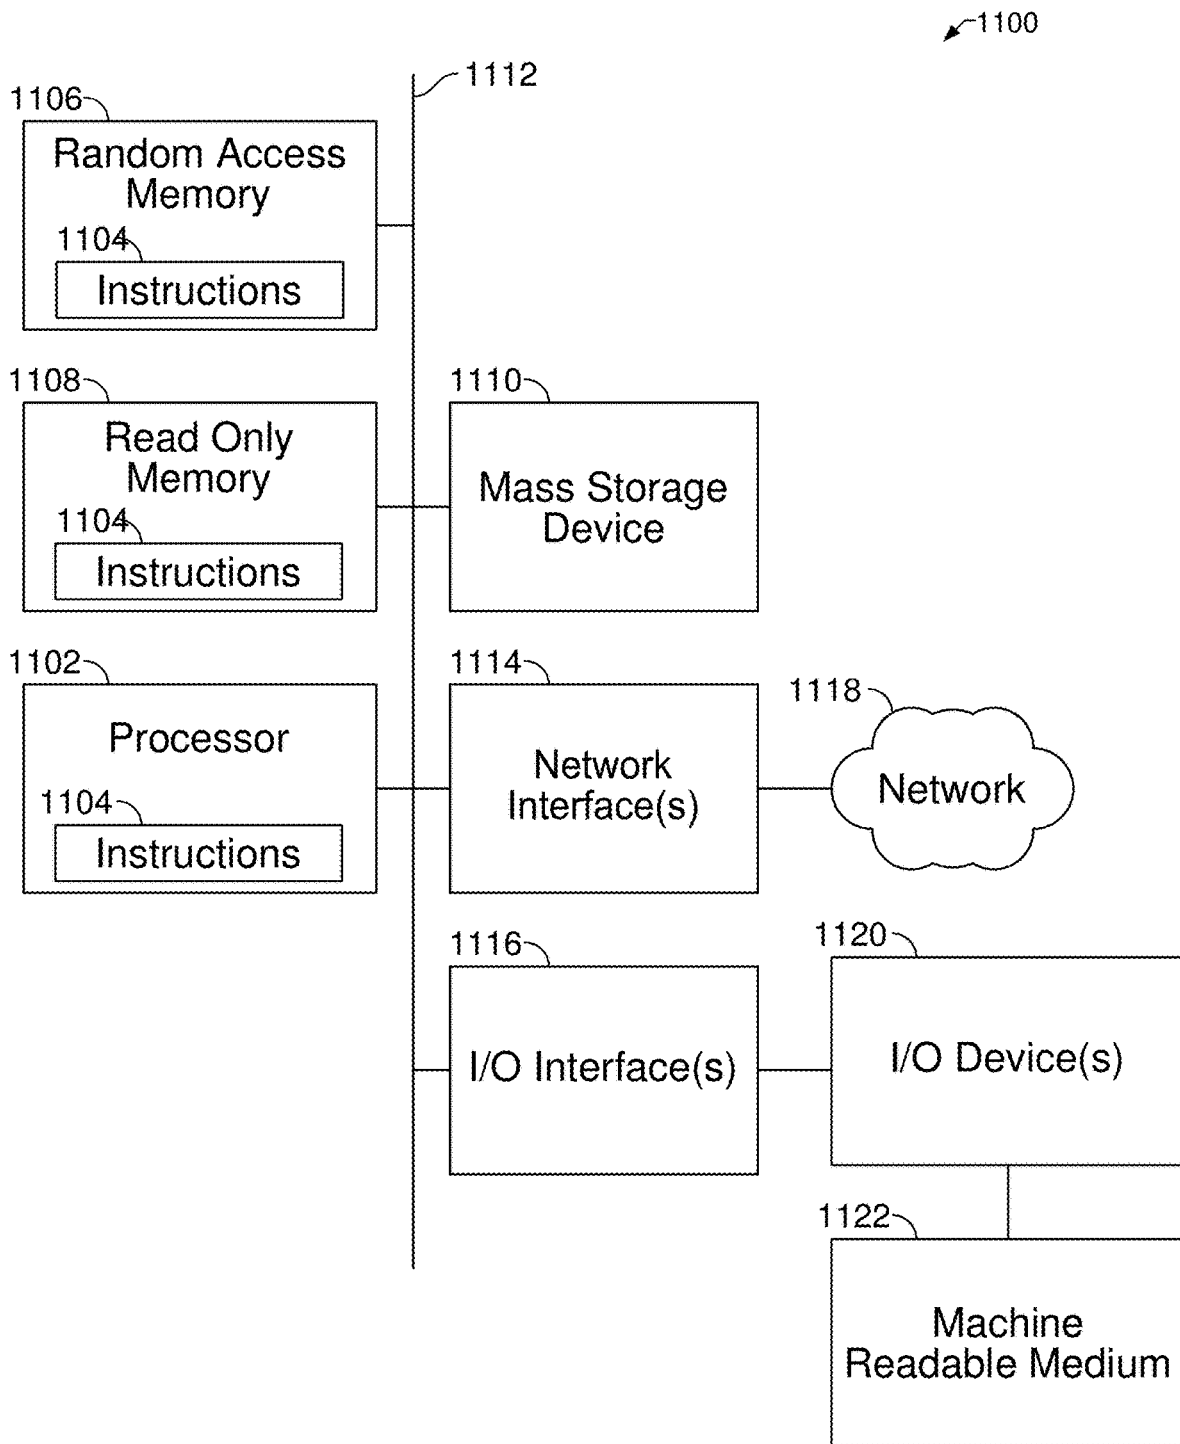 1100
1112
1106
Random Access
Memory
1104
Instructions
1108
Read Only
Memory
1104
Instructions
1110
Mass Storage
Device
1102
Processor
1104
Instructions
1114
Network
Interface(s)
1118
Network
1116
I/O Interface(s)
1120
I/O Device(s)
1122
Machine
Readable Medium